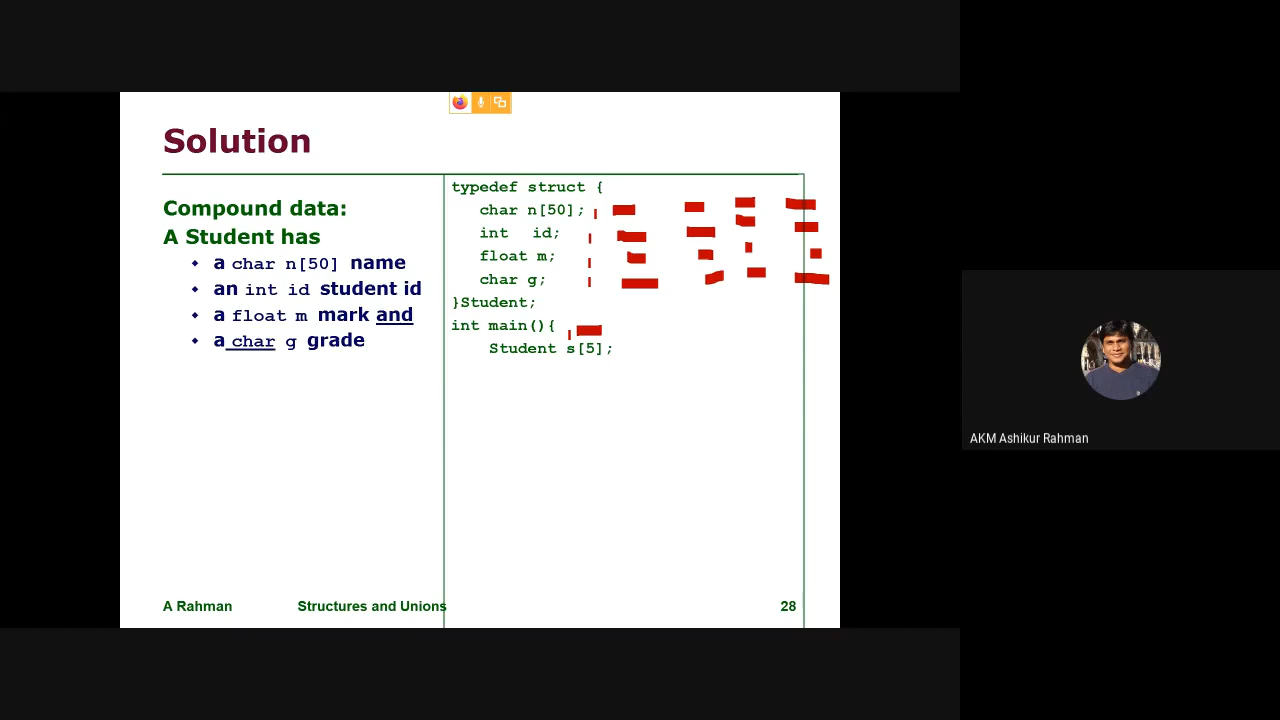 Solution
Compound data:
A Student has
a char n[50] name
an int id student id
a float m mark and
a char g grade
typedef struct {
char n[50];
int id;
float m;
char g;
}Student;
int main(){
Student s[5];
A Rahman Structures and Unions 28
AKM Ashikur Rahman